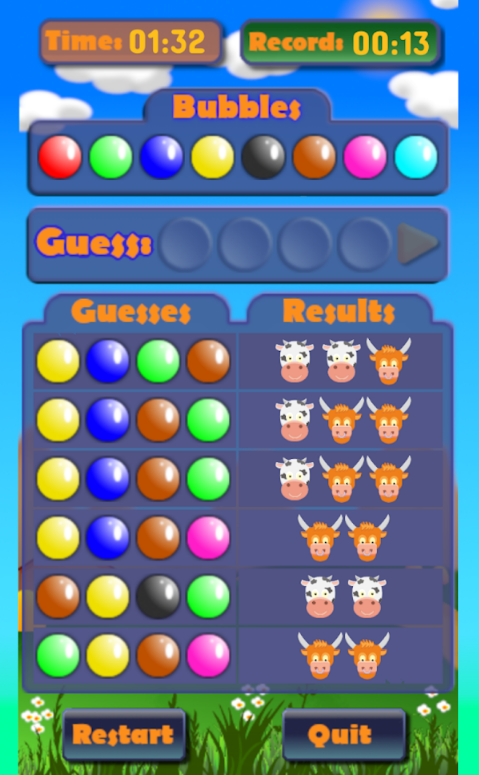 Time: 01:32
Record: 00:13
Bubbles
Guess:
Guesses
Results
Restart
Quit